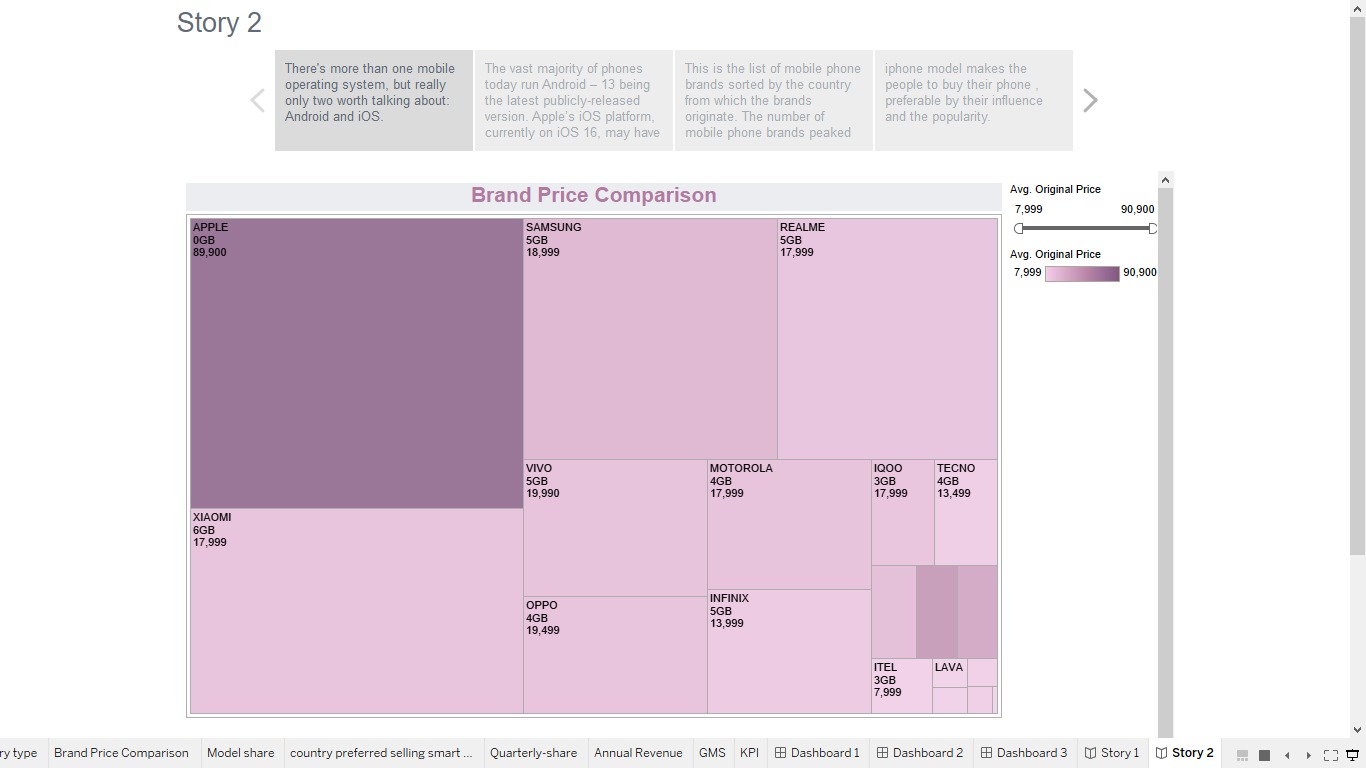 Story 2
There's more than one mobile
operating system, but really
only two worth talking about:
Android and iOS.
The vast majority of phones
today run Android – 13 being
the latest publicly-released
version. Apple's iOS platform,
currently on iOS 16, may have
This is the list of mobile phone
brands sorted by the country
from which the brands
originate. The number of
mobile phone brands peaked
iphone model makes the
people to buy their phone ,
preferable by their influence
and the popularity.
Brand Price Comparison
APPLE
0GB
89,900
SAMSUNG
5GB
18,999
REALME
5GB
17,999
XIAOMI
6GB
17,999
VIVO
5GB
19,990
MOTOROLA
4GB
17,999
IQOO
3GB
17,999
TECNO
4GB
13,499
OPPO
4GB
19,499
INFINIX
5GB
13,999
ITEL
3GB
7,999
LAVA
Avg. Original Price
7,999 90,900
Avg. Original Price
7,999 90,900
ry type Brand Price Comparison Model share country preferred selling smart ... Quarterly-share Annual Revenue GMS KPI Dashboard 1 Dashboard 2 Dashboard 3 Story 1 Story 2